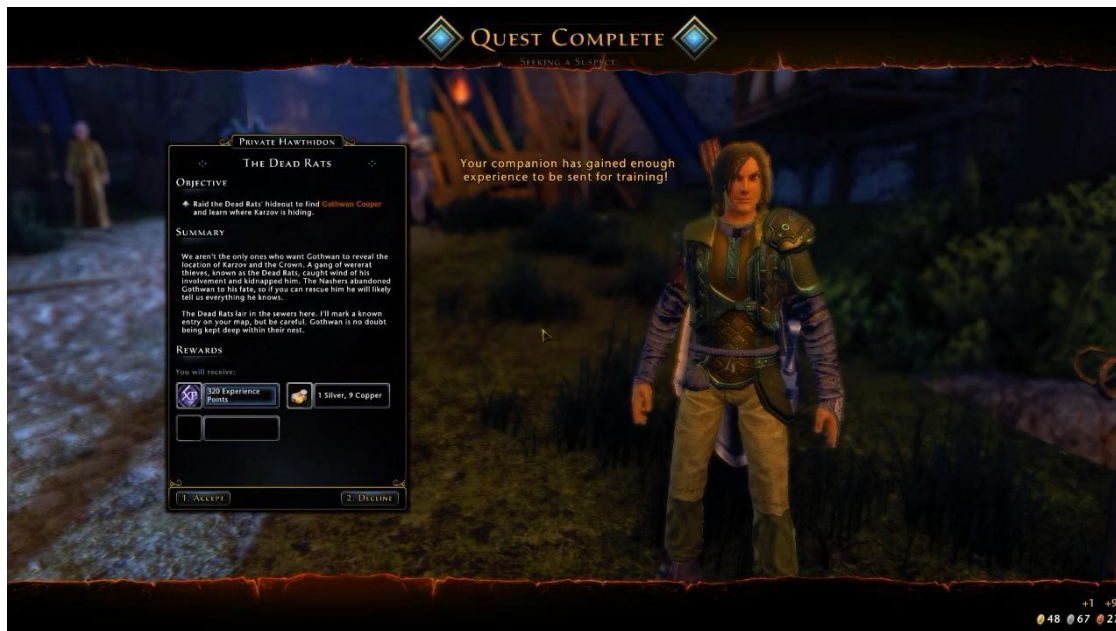 QUEST COMPLETE
SEEKING A SUSPECT
PRIVATE HAWTHIDON
THE DEAD RATS
OBJECTIVE
Raid the Dead Rats' hideout to find Gothwan Cooper
and learn where Karzov is hiding.
SUMMARY
We aren't the only ones who want Gothwan to reveal the
location of Karzov and the Crown. A gang of wererat
thieves, known as the Dead Rats, caught wind of his
involvement and kidnapped him. The Nashers abandoned
Gothwan to his fate, so if you can rescue him he will likely
tell us everything he knows.
The Dead Rats lair in the sewers here. I'll mark a known
entry on your map, but be careful. Gothwan is no doubt
being kept deep within their nest.
REWARDS
You will receive:
XP
320 Experience
Points
1 Silver, 9 Copper
1. ACCEPT
2. DECLINE
Your companion has gained enough
experience to be sent for training!
+1 +9
48 67